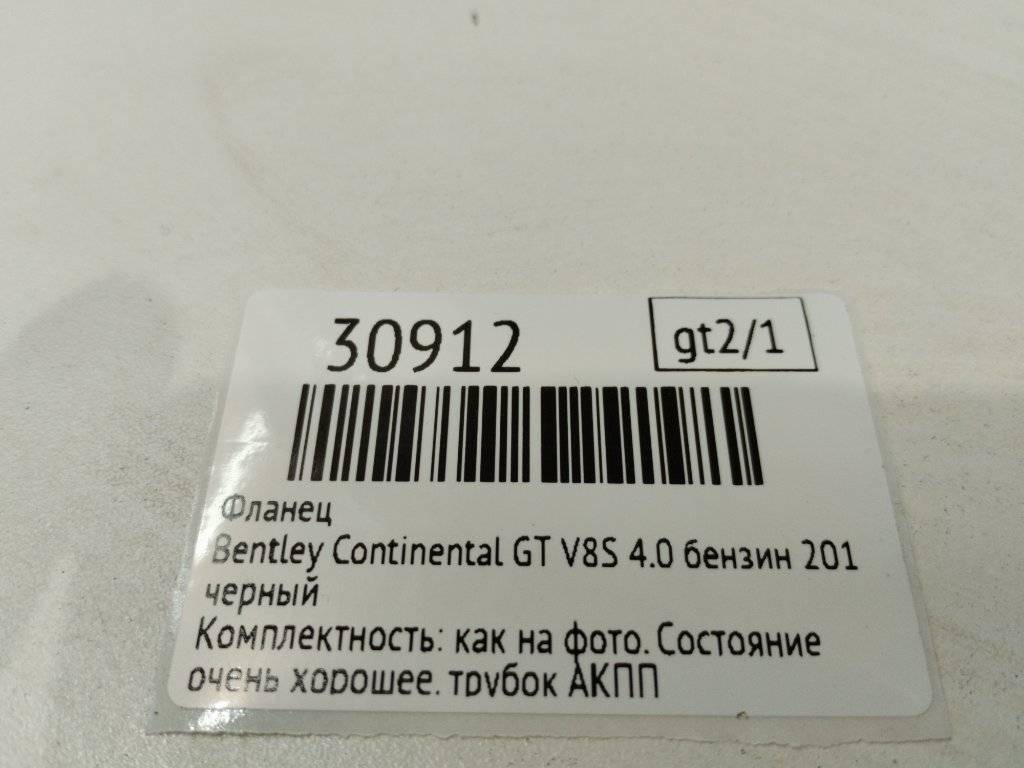 30912
gt2/1
Фланец
Bentley Continental GT V8S 4.0 бензин 201
черный
Комплектность: как на фото. Состояние
очень хорошее. трубок АКПП